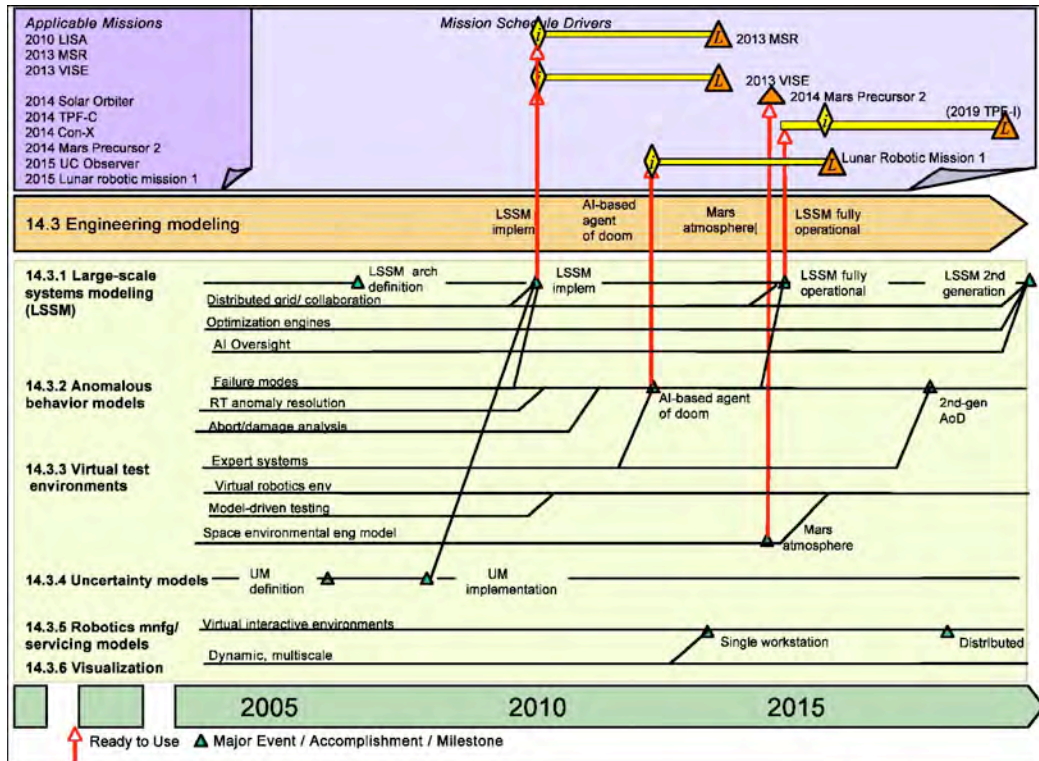 Applicable Missions
2010 LISA
2013 MSR
2013 VISE
2014 Solar Orbiter
2014 TPF-C
2014 Con-X
2014 Mars Precursor 2
2015 UC Observer
2015 Lunar robotic mission 1
Mission Schedule Drivers
i
L
2013 MSR
i
L
2013 VISE
2014 Mars Precursor 2
i
(2019 TPF-I)
L
i
L
Lunar Robotic Mission 1
14.3 Engineering modeling
LSSM
implem
AI-based
agent
of doom
Mars
atmosphere
LSSM fully
operational
14.3.1 Large-scale
systems modeling
(LSSM)
LSSM arch
definition
LSSM
implem
LSSM fully
operational
LSSM 2nd
generation
Distributed grid/ collaboration
Optimization engines
AI Oversight
14.3.2 Anomalous
behavior models
Failure modes
RT anomaly resolution
Abort/damage analysis
AI-based agent
of doom
2nd-gen
AoD
14.3.3 Virtual test
environments
Expert systems
Virtual robotics env
Model-driven testing
Space environmental eng model
Mars
atmosphere
14.3.4 Uncertainty models
UM
definition
UM
implementation
14.3.5 Robotics mnfg/
servicing models
Virtual interactive environments
Single workstation
Distributed
14.3.6 Visualization
Dynamic, multiscale
2005
2010
2015
Ready to Use
Major Event / Accomplishment / Milestone